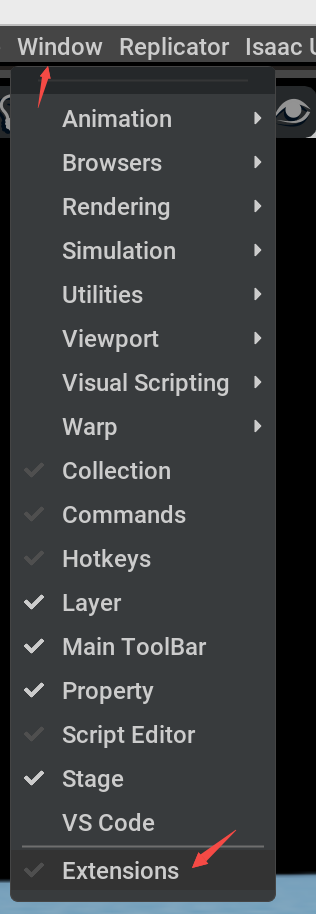 Window Replicator Isaac U
Animation
Browsers
Rendering
Simulation
Utilities
Viewport
Visual Scripting
Warp
Collection
Commands
Hotkeys
Layer
Main ToolBar
Property
Script Editor
Stage
VS Code
Extensions